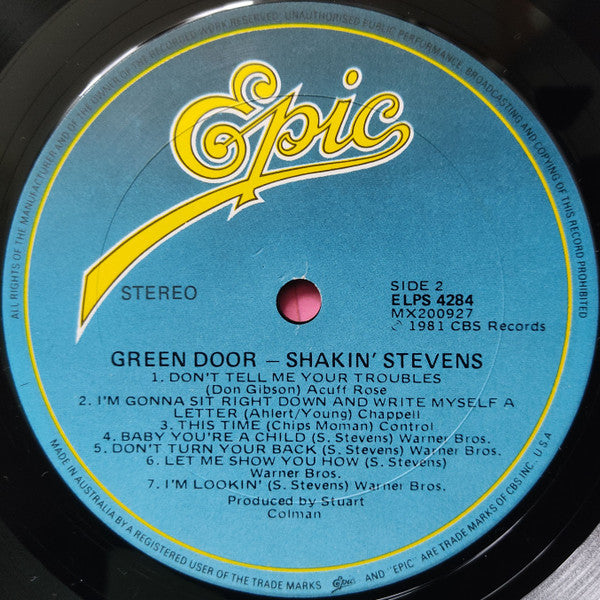 ALL RIGHTS OF THE MANUFACTURER AND OF THE OWNER OF THE RECORDED WORK RESERVED. UNAUTHORISED PUBLIC PERFORMANCE, BROADCASTING AND COPYING OF THIS RECORD PROHIBITED
Epic
STEREO
SIDE 2
ELPS 4284
MX200927
℗ 1981 CBS Records
GREEN DOOR – SHAKIN' STEVENS
1. DON'T TELL ME YOUR TROUBLES
(Don Gibson) Acuff Rose
2. I'M GONNA SIT RIGHT DOWN AND WRITE MYSELF A
LETTER (Ahlert/Young) Chappell
3. THIS TIME (Chips Moman) Control
4. BABY YOU'RE A CHILD (S. Stevens) Warner Bros.
5. DON'T TURN YOUR BACK (S. Stevens) Warner Bros.
6. LET ME SHOW YOU HOW (S. Stevens)
Warner Bros.
7. I'M LOOKIN' (S. Stevens) Warner Bros.
Produced by Stuart
Colman
MADE IN AUSTRALIA BY A REGISTERED USER OF THE TRADE MARKS Epic AND "EPIC" ARE TRADE MARKS OF CBS INC. U.S.A